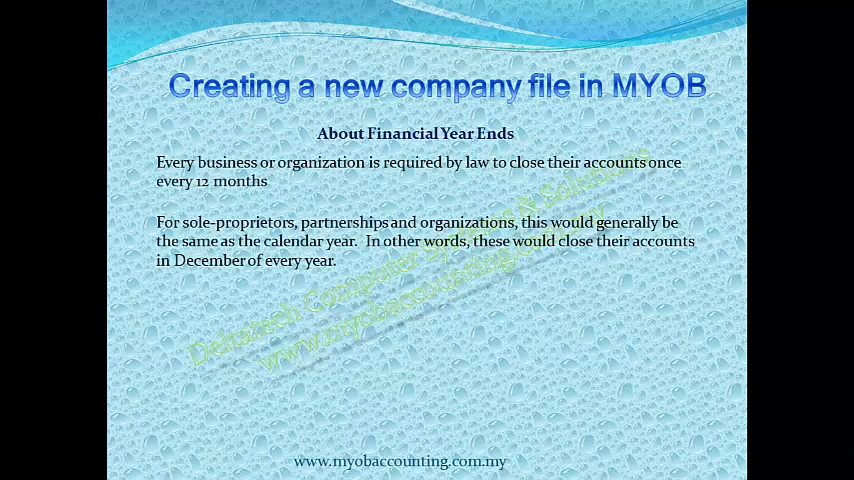 Creating a new company file in MYOB
About Financial Year Ends
Every business or organization is required by law to close their accounts once
every 12 months
For sole-proprietors, partnerships and organizations, this would generally be
the same as the calendar year. In other words, these would close their accounts
in December of every year.
Deltatech Computer Systems & Solutions
www.myobaccounting.com.my
www.myobaccounting.com.my